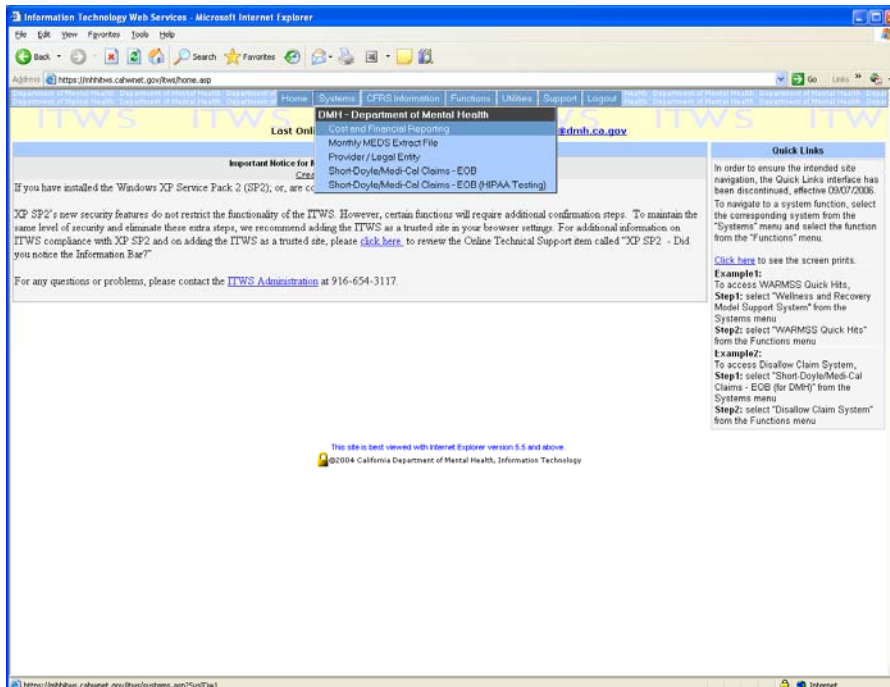 Information Technology Web Services - Microsoft Internet Explorer
File Edit View Favorites Tools Help
Back Search Favorites
Address https://mhhitws.cahwnet.gov/itws/home.asp Go Links
Home Systems CFRS Information Functions Utilities Support Logout
ITWS ITWS ITWS ITWS
DMH - Department of Mental Health
Cost and Financial Reporting
Monthly MEDS Extract File
Provider / Legal Entity
Short-Doyle/Medi-Cal Claims - EOB
Short-Doyle/Medi-Cal Claims - EOB (HIPAA Testing)
Last Onli @dmh.ca.gov
Important Notice for
Crea
If you have installed the Windows XP Service Pack 2 (SP2); or, are co
XP SP2's new security features do not restrict the functionality of the ITWS. However, certain functions will require additional confirmation steps. To maintain the
same level of security and eliminate these extra steps, we recommend adding the ITWS as a trusted site in your browser settings. For additional information on
ITWS compliance with XP SP2 and on adding the ITWS as a trusted site, please click here to review the Online Technical Support item called "XP SP2 - Did
you notice the Information Bar?"
For any questions or problems, please contact the ITWS Administration at 916-654-3117.
Quick Links
In order to ensure the intended site
navigation, the Quick Links interface has
been discontinued, effective 09/07/2006.
To navigate to a system function, select
the corresponding system from the
"Systems" menu and select the function
from the "Functions" menu.
Click here to see the screen prints.
Example1:
To access WARMSS Quick Hits,
Step1: select "Wellness and Recovery
Model Support System" from the
Systems menu
Step2: select "WARMSS Quick Hits"
from the Functions menu
Example2:
To access Disallow Claim System,
Step1: select "Short-Doyle/Medi-Cal
Claims - EOB (for DMH)" from the
Systems menu
Step2: select "Disallow Claim System"
from the Functions menu
This site is best viewed with Internet Explorer version 5.5 and above.
©2004 California Department of Mental Health, Information Technology
https://mhhitws.cahwnet.gov/itws/systems.asp?SysID=1 Internet